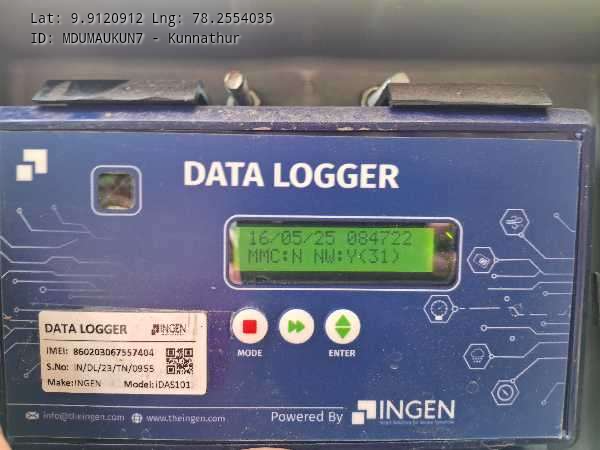 Lat: 9.9120912 Lng: 78.2554035
ID: MDUMAUKUN7 - Kunnathur
DATA LOGGER
16/05/25 084722
MMC:N NW:Y(31)
MODE
ENTER
DATA LOGGER INGEN
IMEI: 860203067557404
S.No: IN/DL/23/TN/0955
Make:INGEN Model:iDAS101
info@theingen.com www.theingen.com
Powered By INGEN